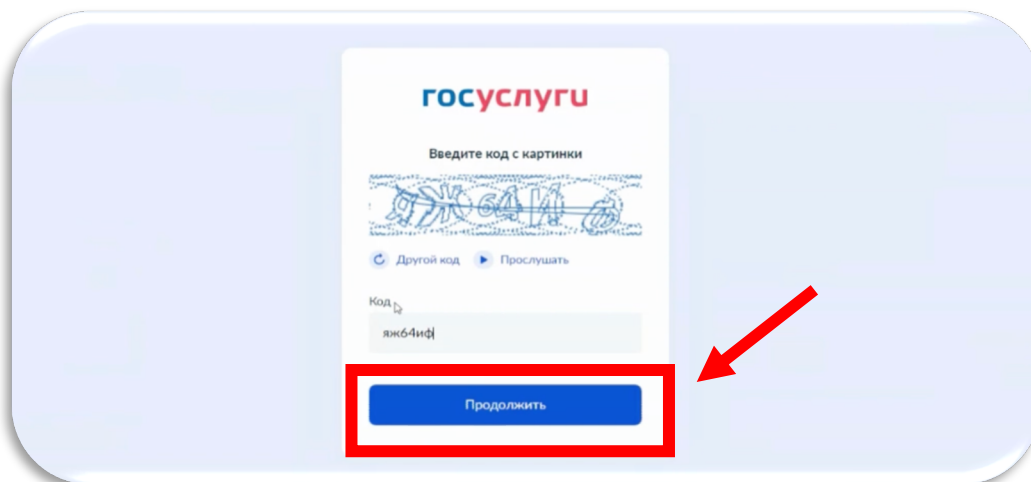 госуслуги
Введите код с картинки
Другой код Прослушать
Код
яж64иф
Продолжить